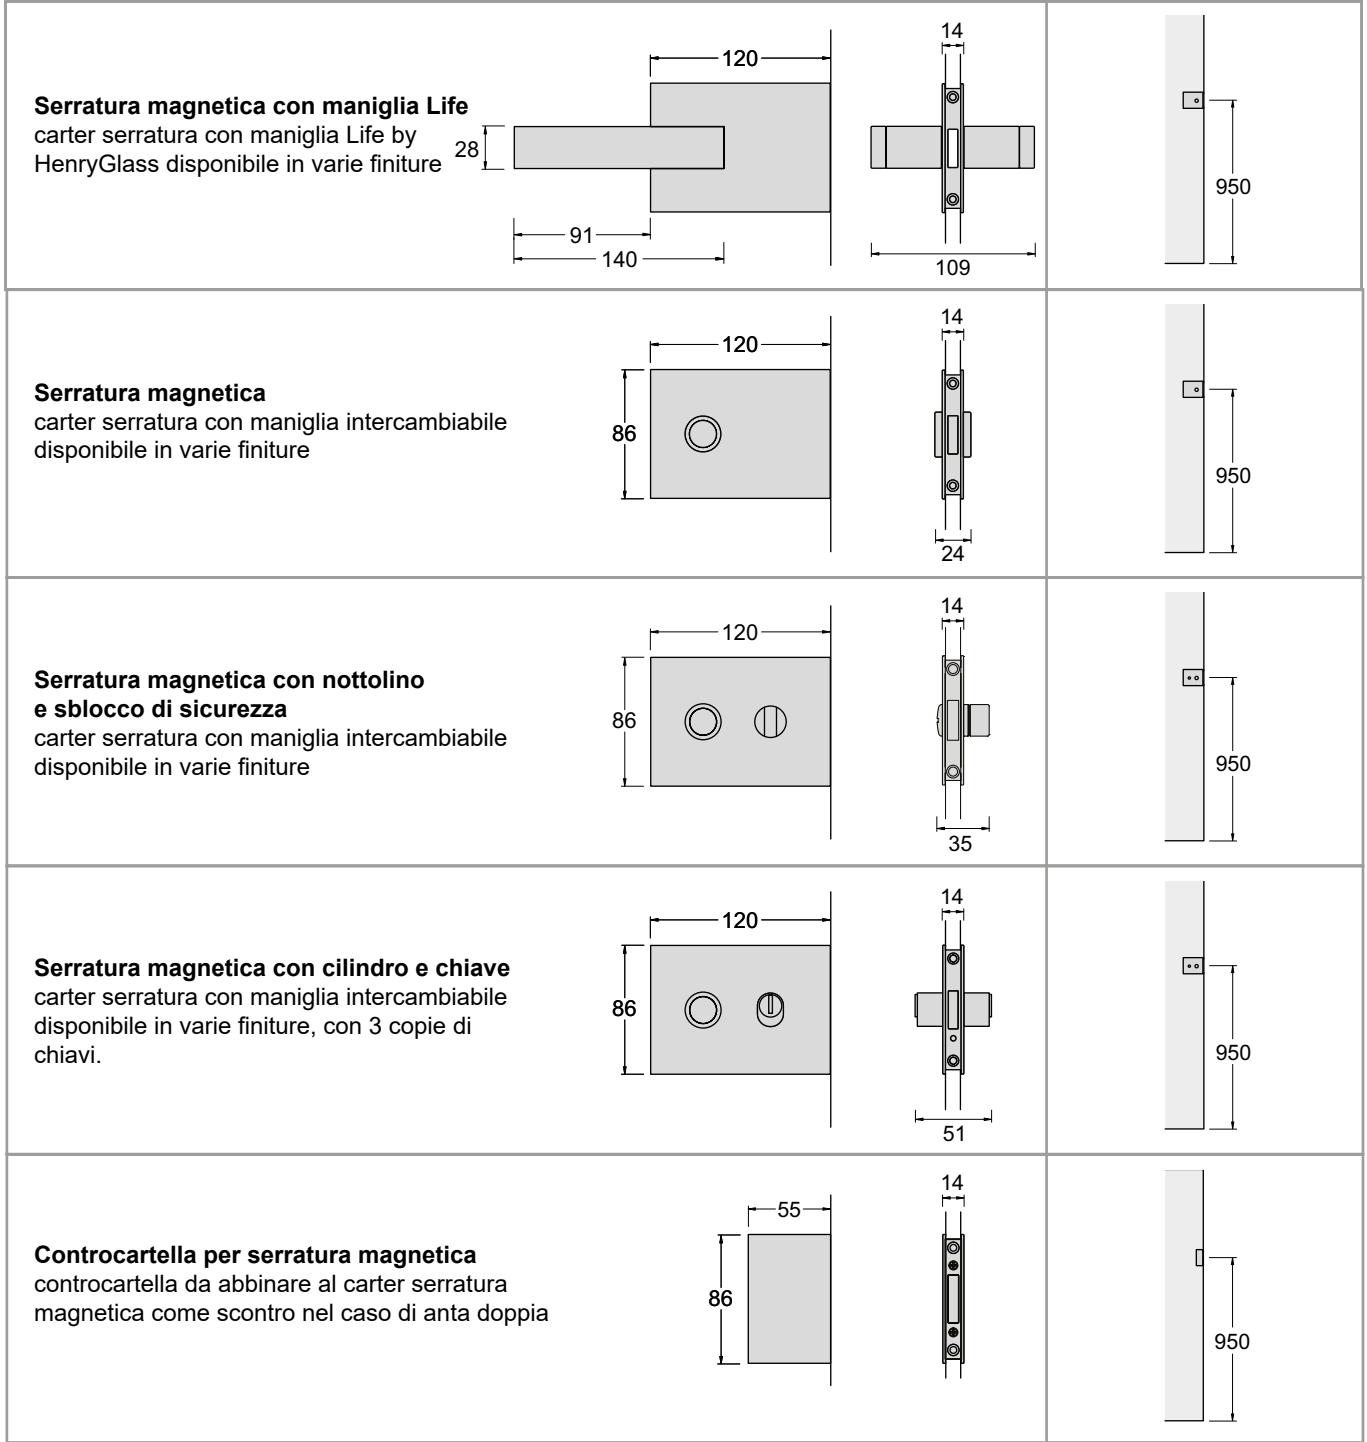 Serratura magnetica con maniglia Life
carter serratura con maniglia Life by
HenryGlass disponibile in varie finiture
120
28
91
140
14
109
950
Serratura magnetica
carter serratura con maniglia intercambiabile
disponibile in varie finiture
120
86
14
24
950
Serratura magnetica con nottolino
e sblocco di sicurezza
carter serratura con maniglia intercambiabile
disponibile in varie finiture
120
86
14
35
950
Serratura magnetica con cilindro e chiave
carter serratura con maniglia intercambiabile
disponibile in varie finiture, con 3 copie di
chiavi.
120
86
14
51
950
Controcartella per serratura magnetica
controcartella da abbinare al carter serratura
magnetica come scontro nel caso di anta doppia
55
86
14
950